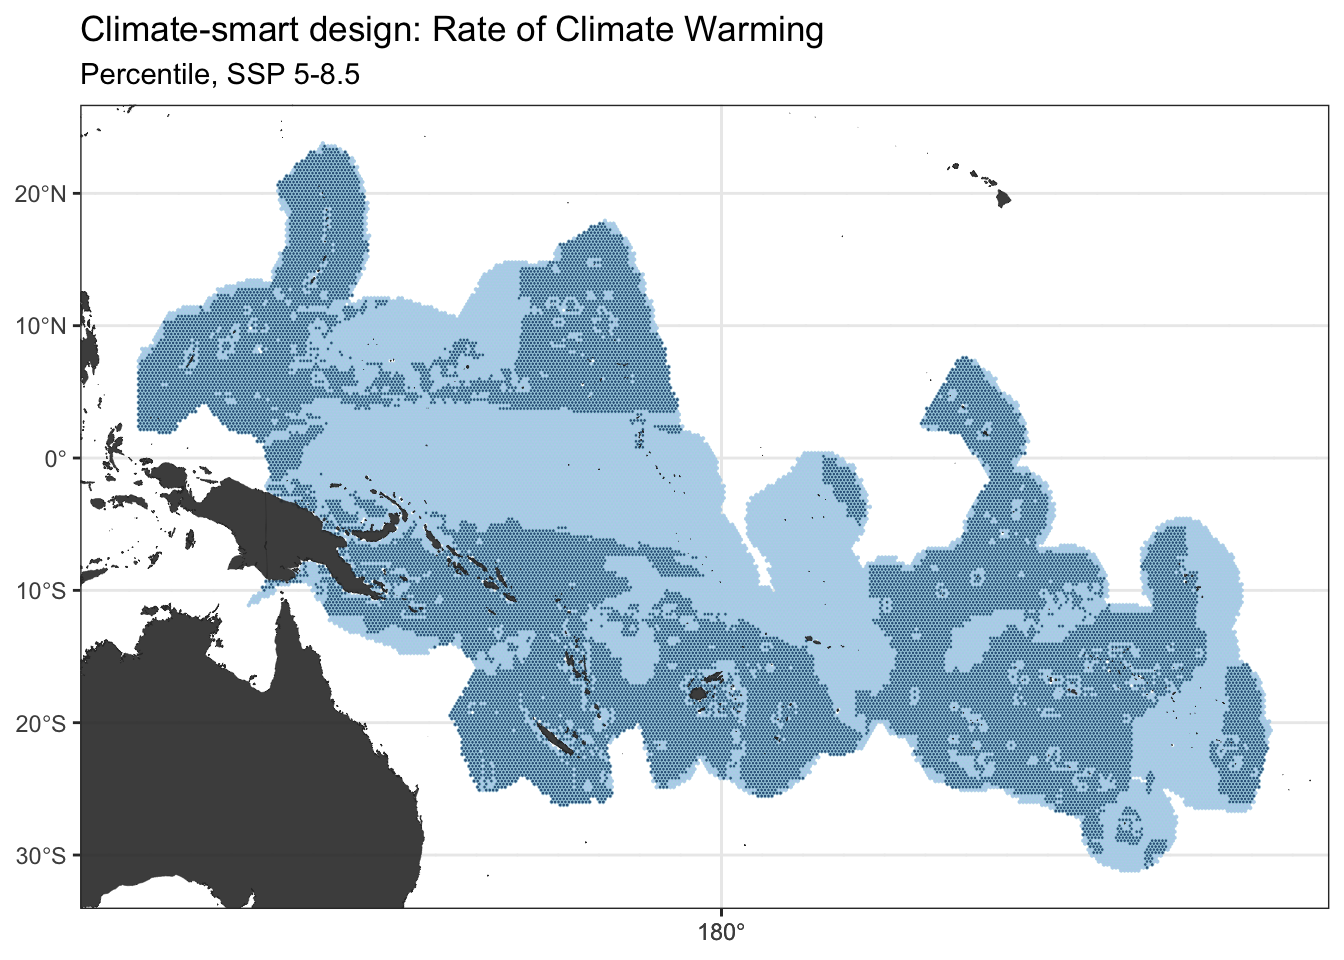 Climate-smart design: Rate of Climate Warming
Percentile, SSP 5-8.5
20°N
10°N
0°
10°S
20°S
30°S
180°